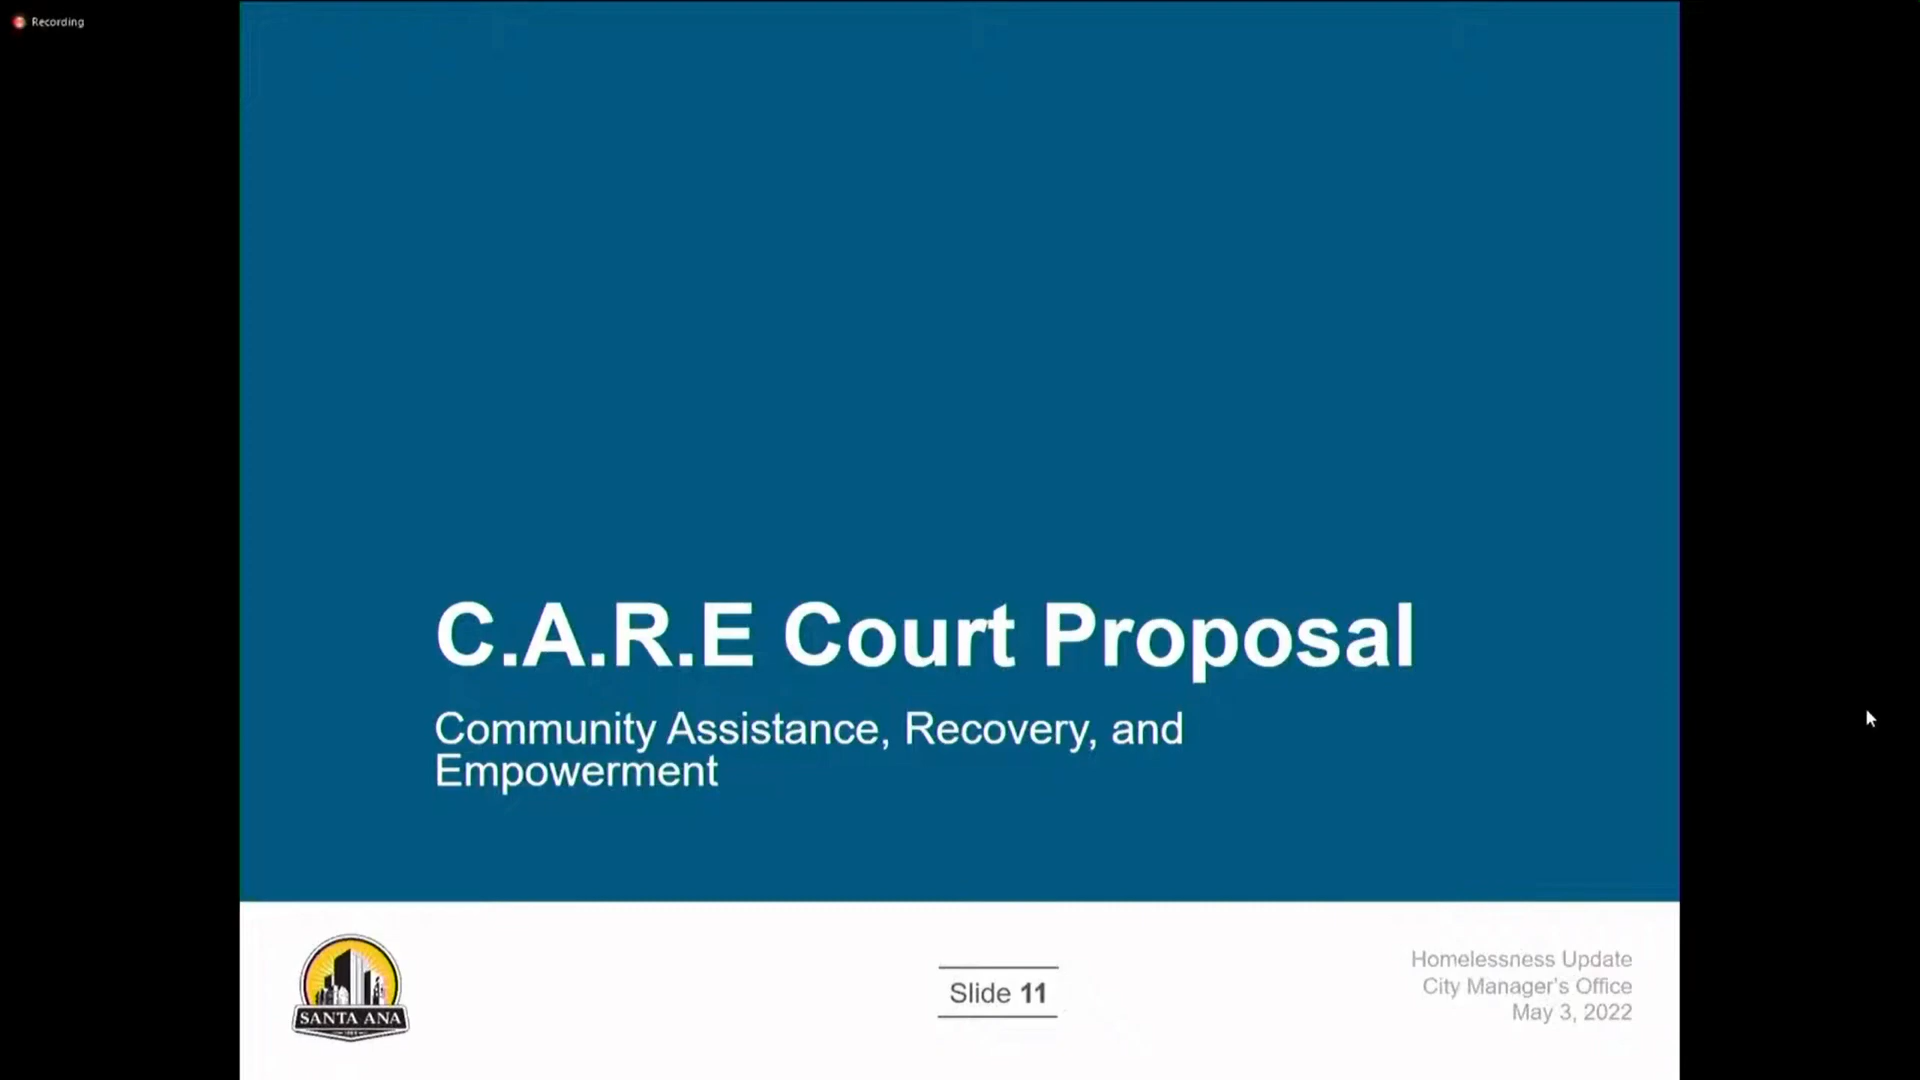 Recording
C.A.R.E Court Proposal
Community Assistance, Recovery, and
Empowerment
SANTA ANA
Slide 11
Homelessness Update
City Manager's Office
May 3, 2022